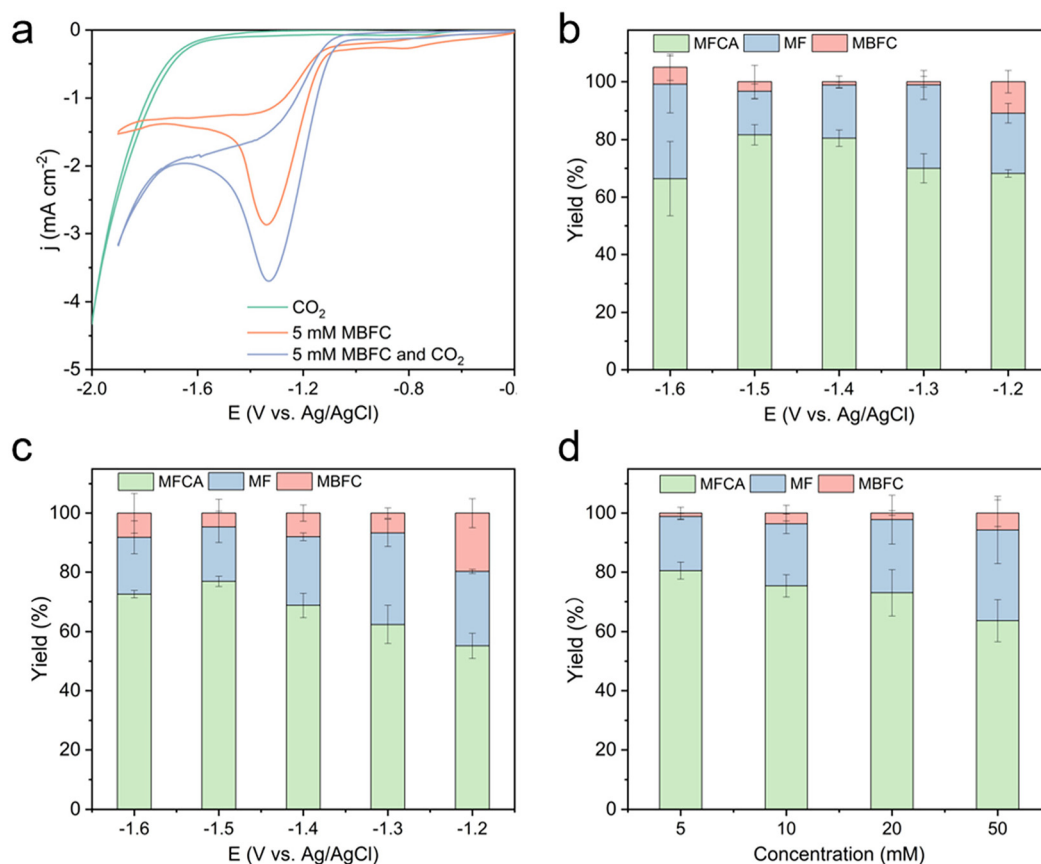 a
0
-1
-2
-3
-4
-5
j (mA cm⁻²)
CO₂
5 mM MBFC
5 mM MBFC and CO₂
-2.0 -1.6 -1.2 -0.8 -0.
E (V vs. Ag/AgCl)
b
MFCA MF MBFC
100
80
60
40
20
0
Yield (%)
-1.6 -1.5 -1.4 -1.3 -1.2
E (V vs. Ag/AgCl)
c
MFCA MF MBFC
100
80
60
40
20
0
Yield (%)
-1.6 -1.5 -1.4 -1.3 -1.2
E (V vs. Ag/AgCl)
d
MFCA MF MBFC
100
80
60
40
20
0
Yield (%)
5 10 20 50
Concentration (mM)